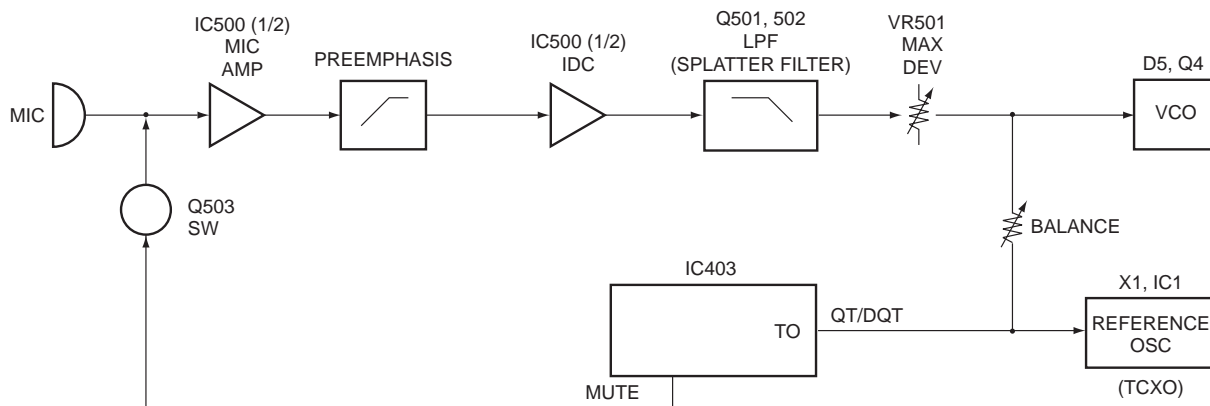 IC500 (1/2)
MIC
AMP
PREEMPHASIS
IC500 (1/2)
IDC
Q501, 502
LPF
(SPLATTER FILTER)
VR501
MAX
DEV
D5, Q4
MIC
VCO
Q503
SW
BALANCE
IC403
X1, IC1
TO
QT/DQT
REFERENCE
OSC
MUTE
(TCXO)